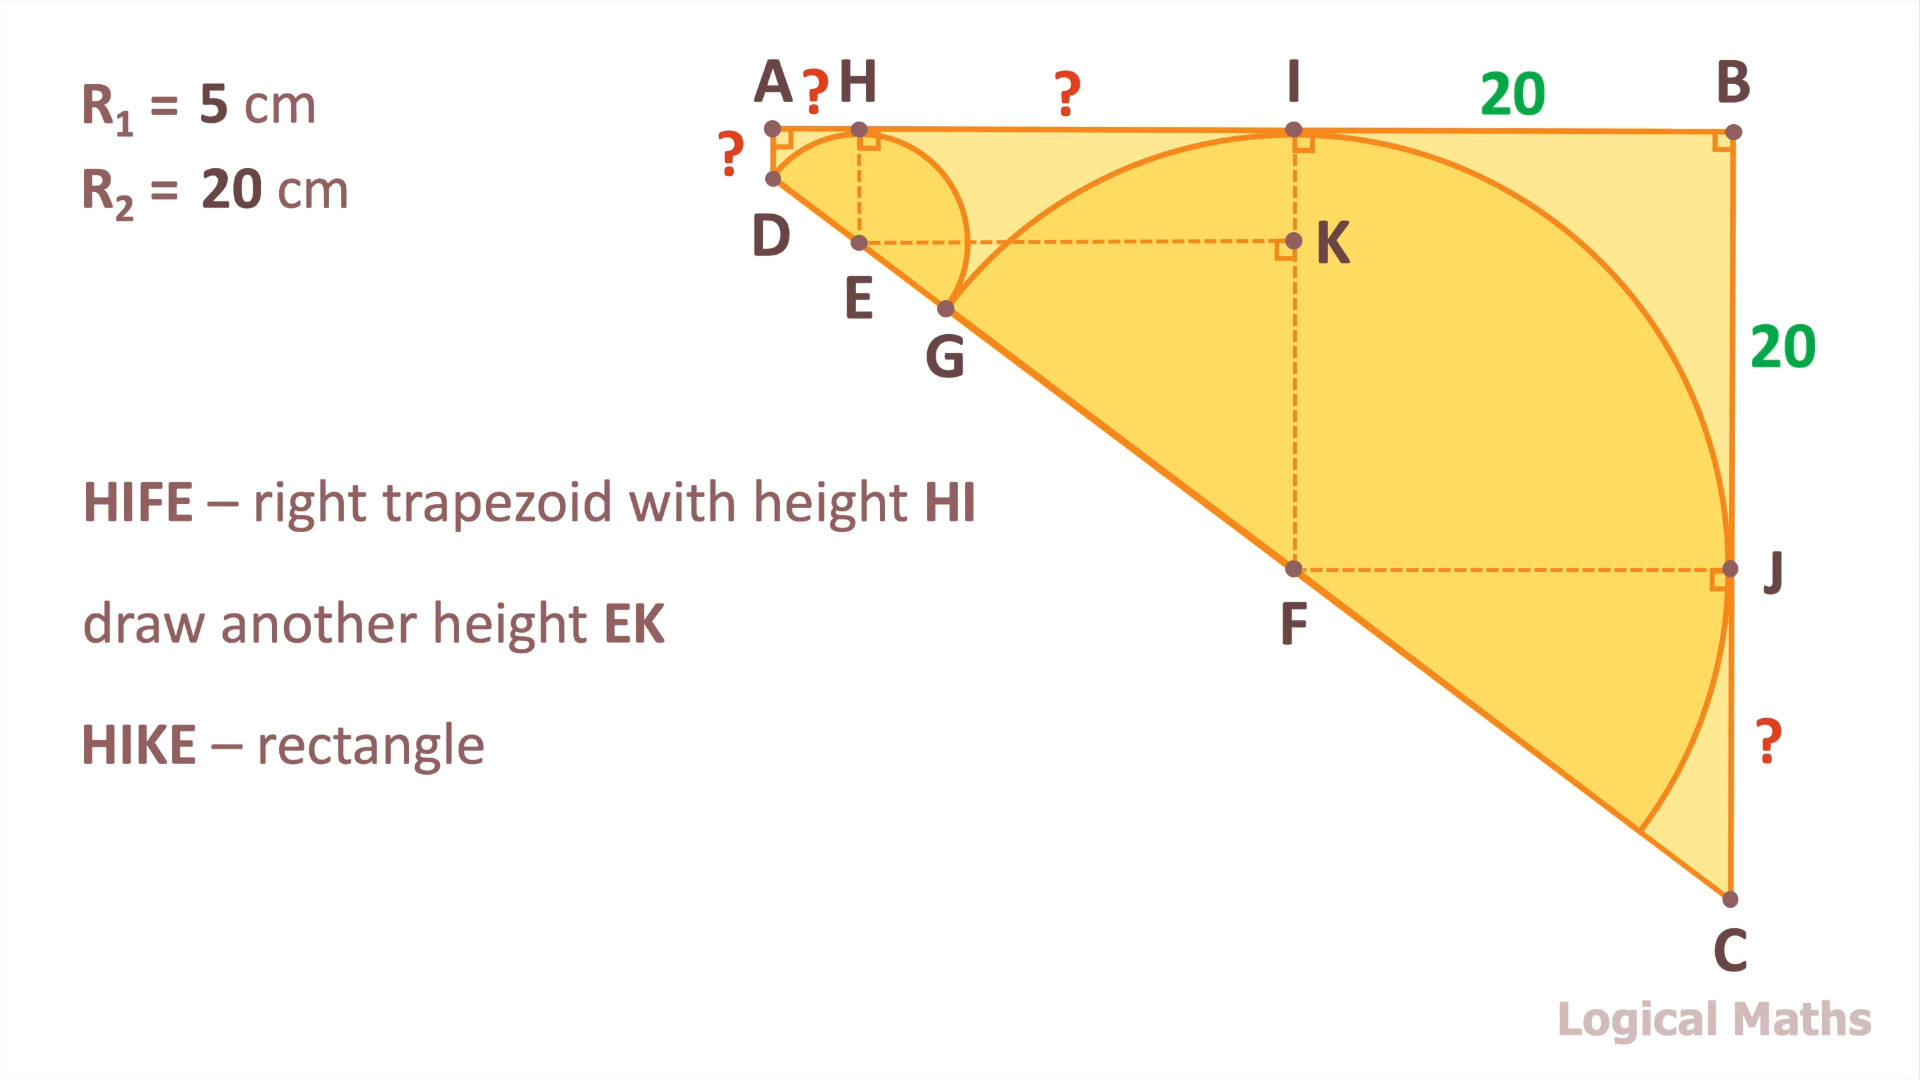 R₁ = 5 cm
R₂ = 20 cm
A ? H ? I 20 B
?
D
E
G
K
20
F
J
?
C
HIFE – right trapezoid with height HI
draw another height EK
HIKE – rectangle
Logical Maths